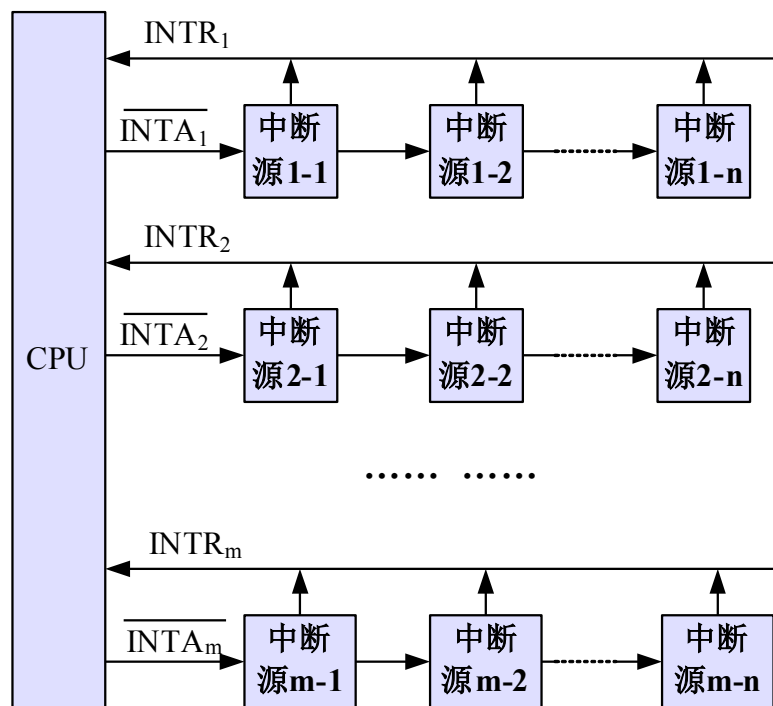 INTR₁
INTA₁
中断
源1-1
中断
源1-2
中断
源1-n
INTR₂
INTA₂
中断
源2-1
中断
源2-2
中断
源2-n
CPU
…… ……
INTRₘ
INTAₘ
中断
源m-1
中断
源m-2
中断
源m-n